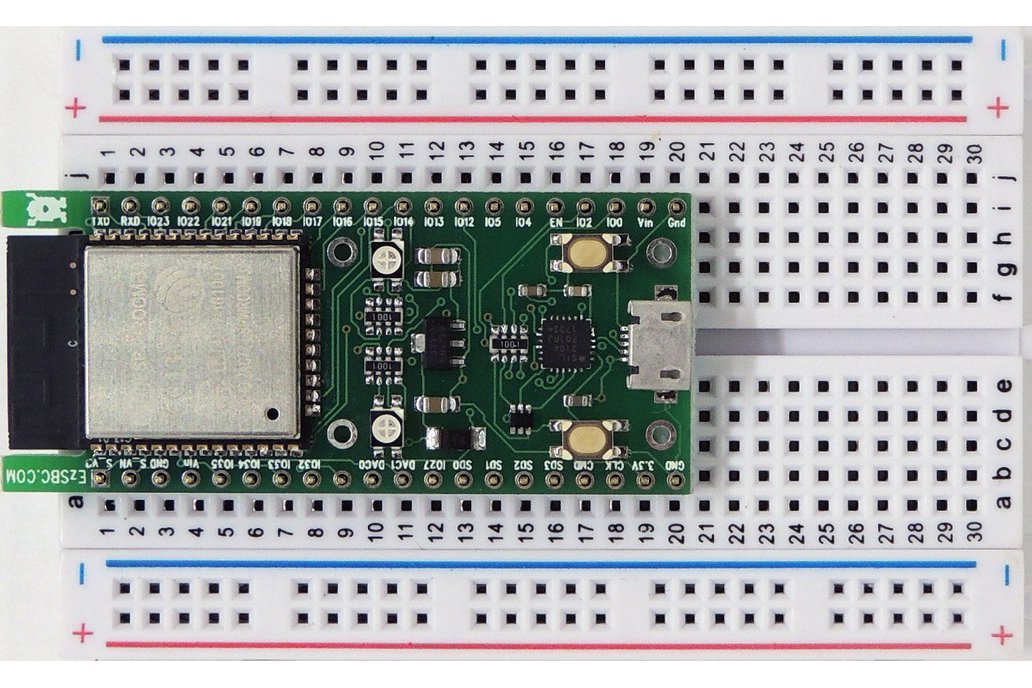 1 2 3 4 5 6 7 8 9 10 11 12 13 14 15 16 17 18 19 20 21 22 23 24 25 26 27 28 29 30
j j
TXD RXD IO23 IO22 IO21 IO19 IO18 IO17 IO16 IO15 IO14 IO13 IO12 IO5 IO4 EN IO2 IO0 Vin Gnd
i
h
g
f
1001
1001
1001
e
d
c
b
EzSBC.COM
S_VP S_VN GND Vin IO35 IO34 IO33 IO32 DAC0 DAC1 IO27 SD0 SD1 SD2 SD3 CMD CLK 3.3V GND
a a
1 2 3 4 5 6 7 8 9 10 11 12 13 14 15 16 17 18 19 20 21 22 23 24 25 26 27 28 29 30